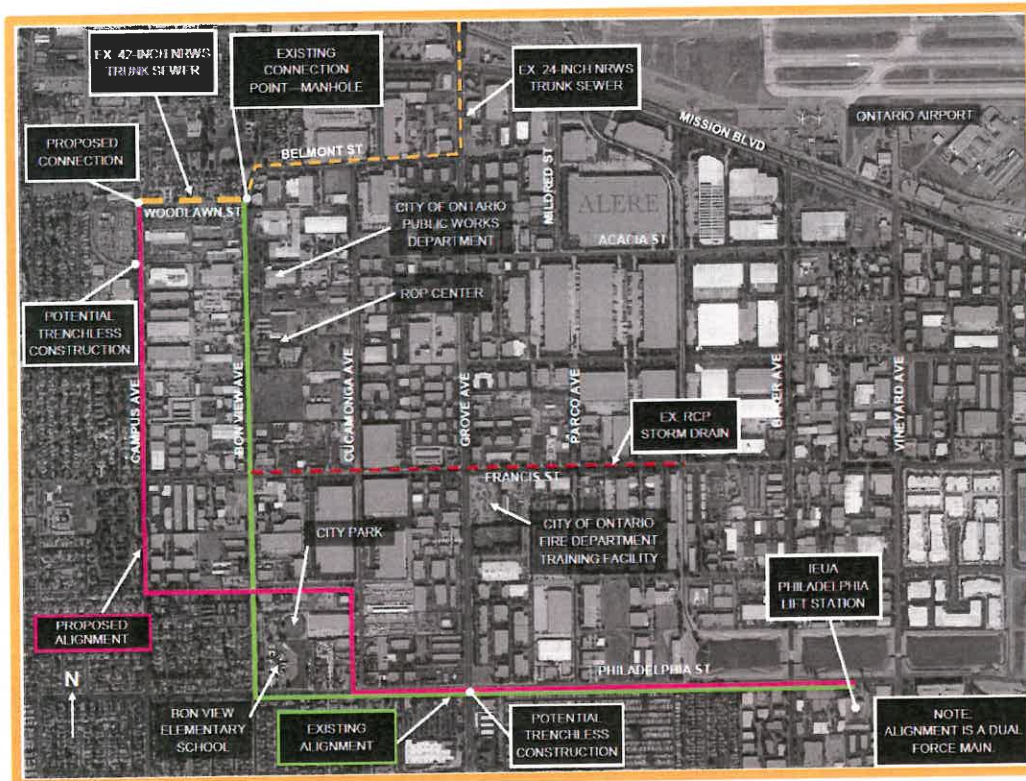 EX. 42-INCH NRWS
TRUNK SEWER
EXISTING
CONNECTION
POINT—MANHOLE
EX. 24-INCH NRWS
TRUNK SEWER
MISSION BLVD
ONTARIO AIRPORT
PROPOSED
CONNECTION
BELMONT ST
WOODLAWN ST
CITY OF ONTARIO
PUBLIC WORKS
DEPARTMENT
MILDRED ST
ALERE
ACACIA ST
POTENTIAL
TRENCHLESS
CONSTRUCTION
ROP CENTER
CAMPUS AVE
BON VIEW AVE
CUCAMONGA AVE
GROVE AVE
PARCO AVE
BAKER AVE
VINEYARD AVE
EX. RCP
STORM DRAIN
FRANCIS ST
CITY PARK
CITY OF ONTARIO
FIRE DEPARTMENT
TRAINING FACILITY
IEUA
PHILADELPHIA
LIFT STATION
PROPOSED
ALIGNMENT
PHILADELPHIA ST
N
BON VIEW
ELEMENTARY
SCHOOL
EXISTING
ALIGNMENT
POTENTIAL
TRENCHLESS
CONSTRUCTION
NOTE:
ALIGNMENT IS A DUAL
FORCE MAIN.